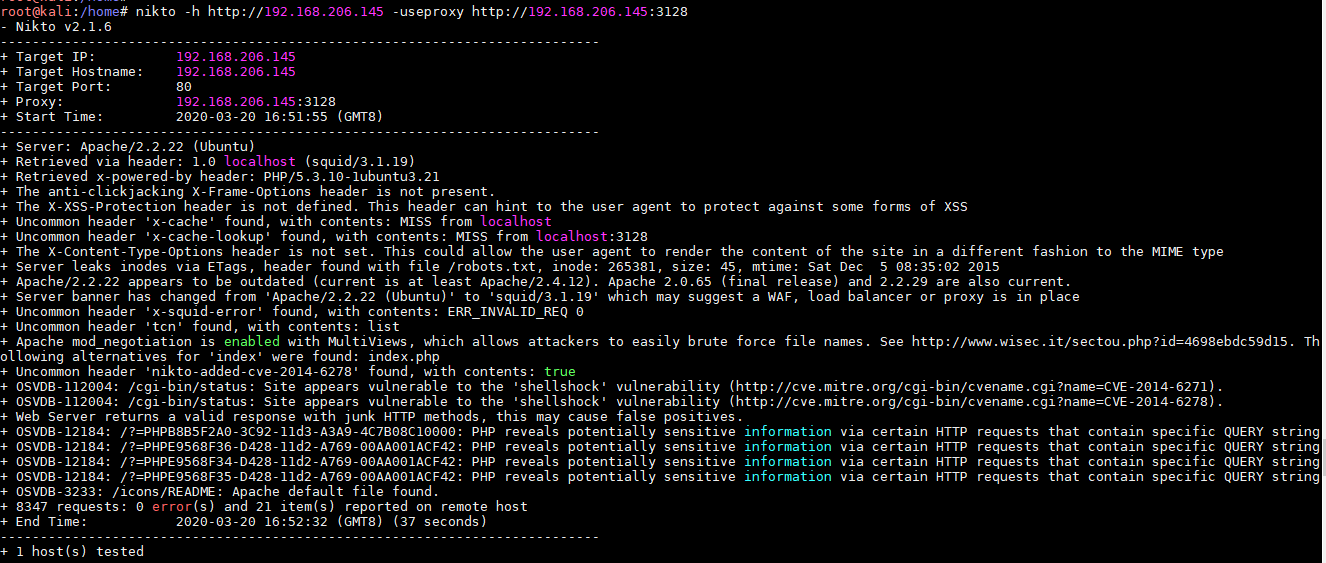 root@kali:/home# nikto -h http://192.168.206.145 -useproxy http://192.168.206.145:3128
- Nikto v2.1.6
---------------------------------------------------------------------------
+ Target IP:          192.168.206.145
+ Target Hostname:    192.168.206.145
+ Target Port:        80
+ Proxy:              192.168.206.145:3128
+ Start Time:         2020-03-20 16:51:55 (GMT8)
---------------------------------------------------------------------------
+ Server: Apache/2.2.22 (Ubuntu)
+ Retrieved via header: 1.0 localhost (squid/3.1.19)
+ Retrieved x-powered-by header: PHP/5.3.10-1ubuntu3.21
+ The anti-clickjacking X-Frame-Options header is not present.
+ The X-XSS-Protection header is not defined. This header can hint to the user agent to protect against some forms of XSS
+ Uncommon header 'x-cache' found, with contents: MISS from localhost
+ Uncommon header 'x-cache-lookup' found, with contents: MISS from localhost:3128
+ The X-Content-Type-Options header is not set. This could allow the user agent to render the content of the site in a different fashion to the MIME type
+ Server leaks inodes via ETags, header found with file /robots.txt, inode: 265381, size: 45, mtime: Sat Dec  5 08:35:02 2015
+ Apache/2.2.22 appears to be outdated (current is at least Apache/2.4.12). Apache 2.0.65 (final release) and 2.2.29 are also current.
+ Server banner has changed from 'Apache/2.2.22 (Ubuntu)' to 'squid/3.1.19' which may suggest a WAF, load balancer or proxy is in place
+ Uncommon header 'x-squid-error' found, with contents: ERR_INVALID_REQ 0
+ Uncommon header 'tcn' found, with contents: list
+ Apache mod_negotiation is enabled with MultiViews, which allows attackers to easily brute force file names. See http://www.wisec.it/sectou.php?id=4698ebdc59d15. Th
ollowing alternatives for 'index' were found: index.php
+ Uncommon header 'nikto-added-cve-2014-6278' found, with contents: true
+ OSVDB-112004: /cgi-bin/status: Site appears vulnerable to the 'shellshock' vulnerability (http://cve.mitre.org/cgi-bin/cvename.cgi?name=CVE-2014-6271).
+ OSVDB-112004: /cgi-bin/status: Site appears vulnerable to the 'shellshock' vulnerability (http://cve.mitre.org/cgi-bin/cvename.cgi?name=CVE-2014-6278).
+ Web Server returns a valid response with junk HTTP methods, this may cause false positives.
+ OSVDB-12184: /?=PHPB8B5F2A0-3C92-11d3-A3A9-4C7B08C10000: PHP reveals potentially sensitive information via certain HTTP requests that contain specific QUERY string
+ OSVDB-12184: /?=PHPE9568F36-D428-11d2-A769-00AA001ACF42: PHP reveals potentially sensitive information via certain HTTP requests that contain specific QUERY string
+ OSVDB-12184: /?=PHPE9568F34-D428-11d2-A769-00AA001ACF42: PHP reveals potentially sensitive information via certain HTTP requests that contain specific QUERY string
+ OSVDB-12184: /?=PHPE9568F35-D428-11d2-A769-00AA001ACF42: PHP reveals potentially sensitive information via certain HTTP requests that contain specific QUERY string
+ OSVDB-3233: /icons/README: Apache default file found.
+ 8347 requests: 0 error(s) and 21 item(s) reported on remote host
+ End Time:           2020-03-20 16:52:32 (GMT8) (37 seconds)
---------------------------------------------------------------------------
+ 1 host(s) tested